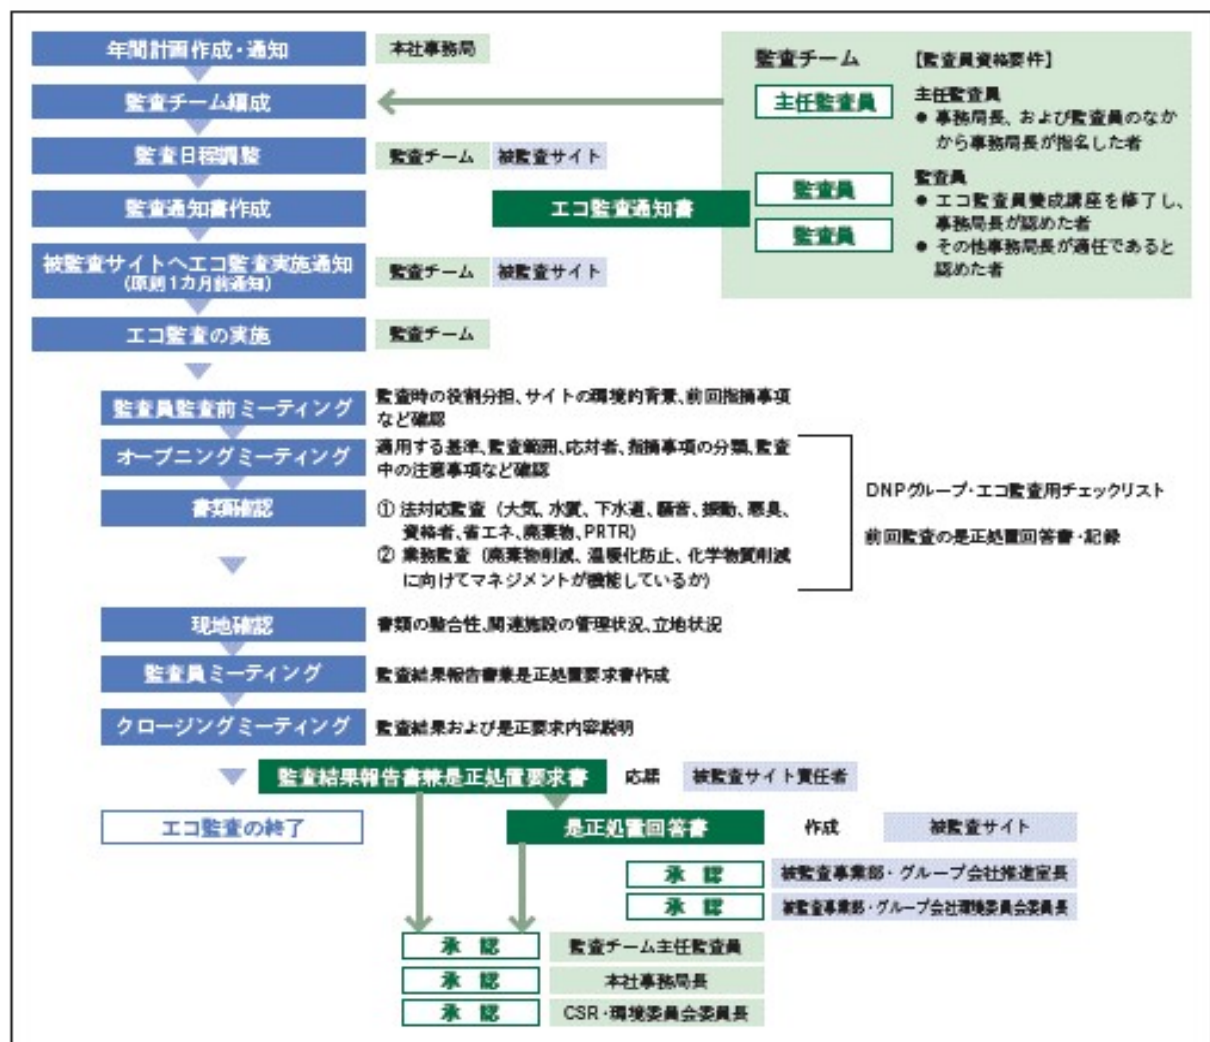 年間計画作成・通知
本社事務局
監査チーム編成
監査日程調整
監査チーム
被監査サイト
監査通知書作成
エコ監査通知書
被監査サイトへエコ監査実施通知
(原則1カ月前通知)
監査チーム
被監査サイト
エコ監査の実施
監査チーム
監査チーム
【監査員資格要件】
主任監査員
主任監査員
● 事務局長、および監査員のなか
から事務局長が指名した者
監査員
監査員
監査員
● エコ監査員養成講座を修了し、
事務局長が認めた者
● その他事務局長が適任であると
認めた者
監査員監査前ミーティング
監査時の役割分担、サイトの環境的背景、前回指摘事項
など確認
オープニングミーティング
適用する基準、監査範囲、応対者、指摘事項の分類、監査
中の注意事項など確認
書類確認
① 法対応監査(大気、水質、下水道、騒音、振動、悪臭、
資格者、省エネ、廃棄物、PRTR)
② 業務監査(廃棄物削減、温暖化防止、化学物質削減
に向けてマネジメントが機能しているか)
DNPグループ・エコ監査用チェックリスト
前回監査の是正処置回答書・記録
現地確認
書類の整合性、関連施設の管理状況、立地状況
監査員ミーティング
監査結果報告書兼是正処置要求書作成
クロージングミーティング
監査結果および是正要求内容説明
監査結果報告書兼是正処置要求書
被監査サイト責任者
エコ監査の終了
是正処置回答書
作成
被監査サイト
承 認
被監査事業部・グループ会社推進室長
承 認
被監査事業部・グループ会社環境委員会委員長
承 認
監査チーム主任監査員
承 認
本社事務局長
承 認
CSR・環境委員会委員長